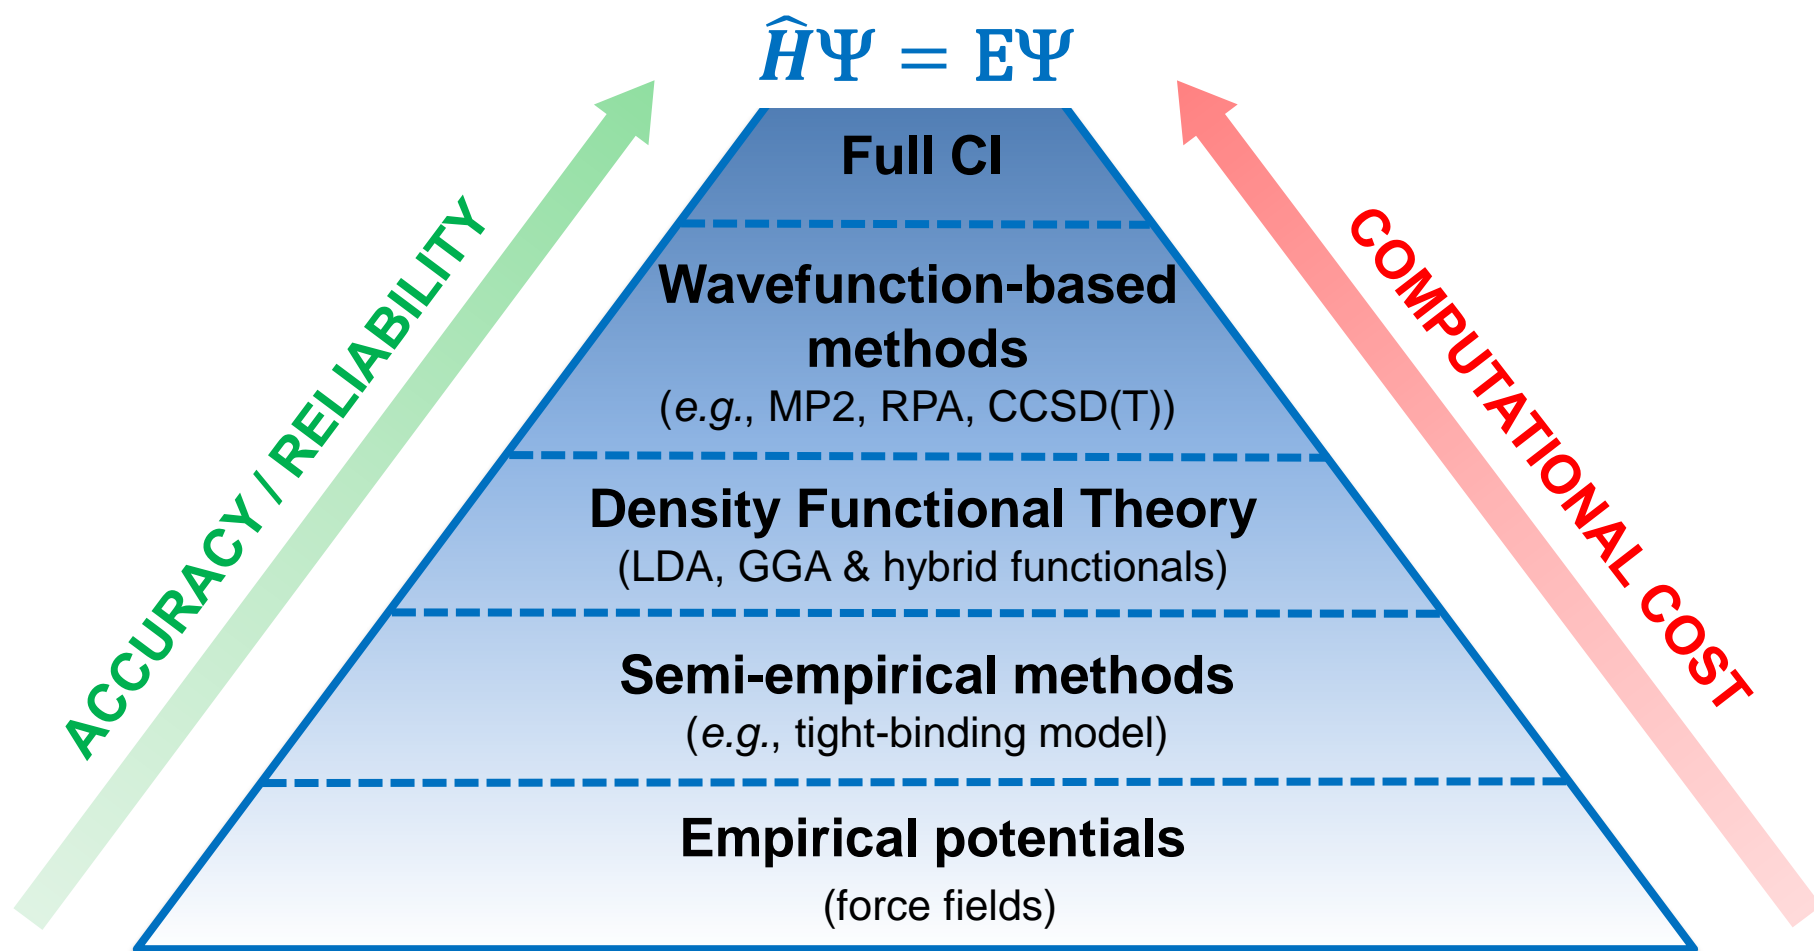 ĤΨ = EΨ
Full CI
Wavefunction-based
methods
(e.g., MP2, RPA, CCSD(T))
Density Functional Theory
(LDA, GGA & hybrid functionals)
Semi-empirical methods
(e.g., tight-binding model)
Empirical potentials
(force fields)
ACCURACY / RELIABILITY
COMPUTATIONAL COST